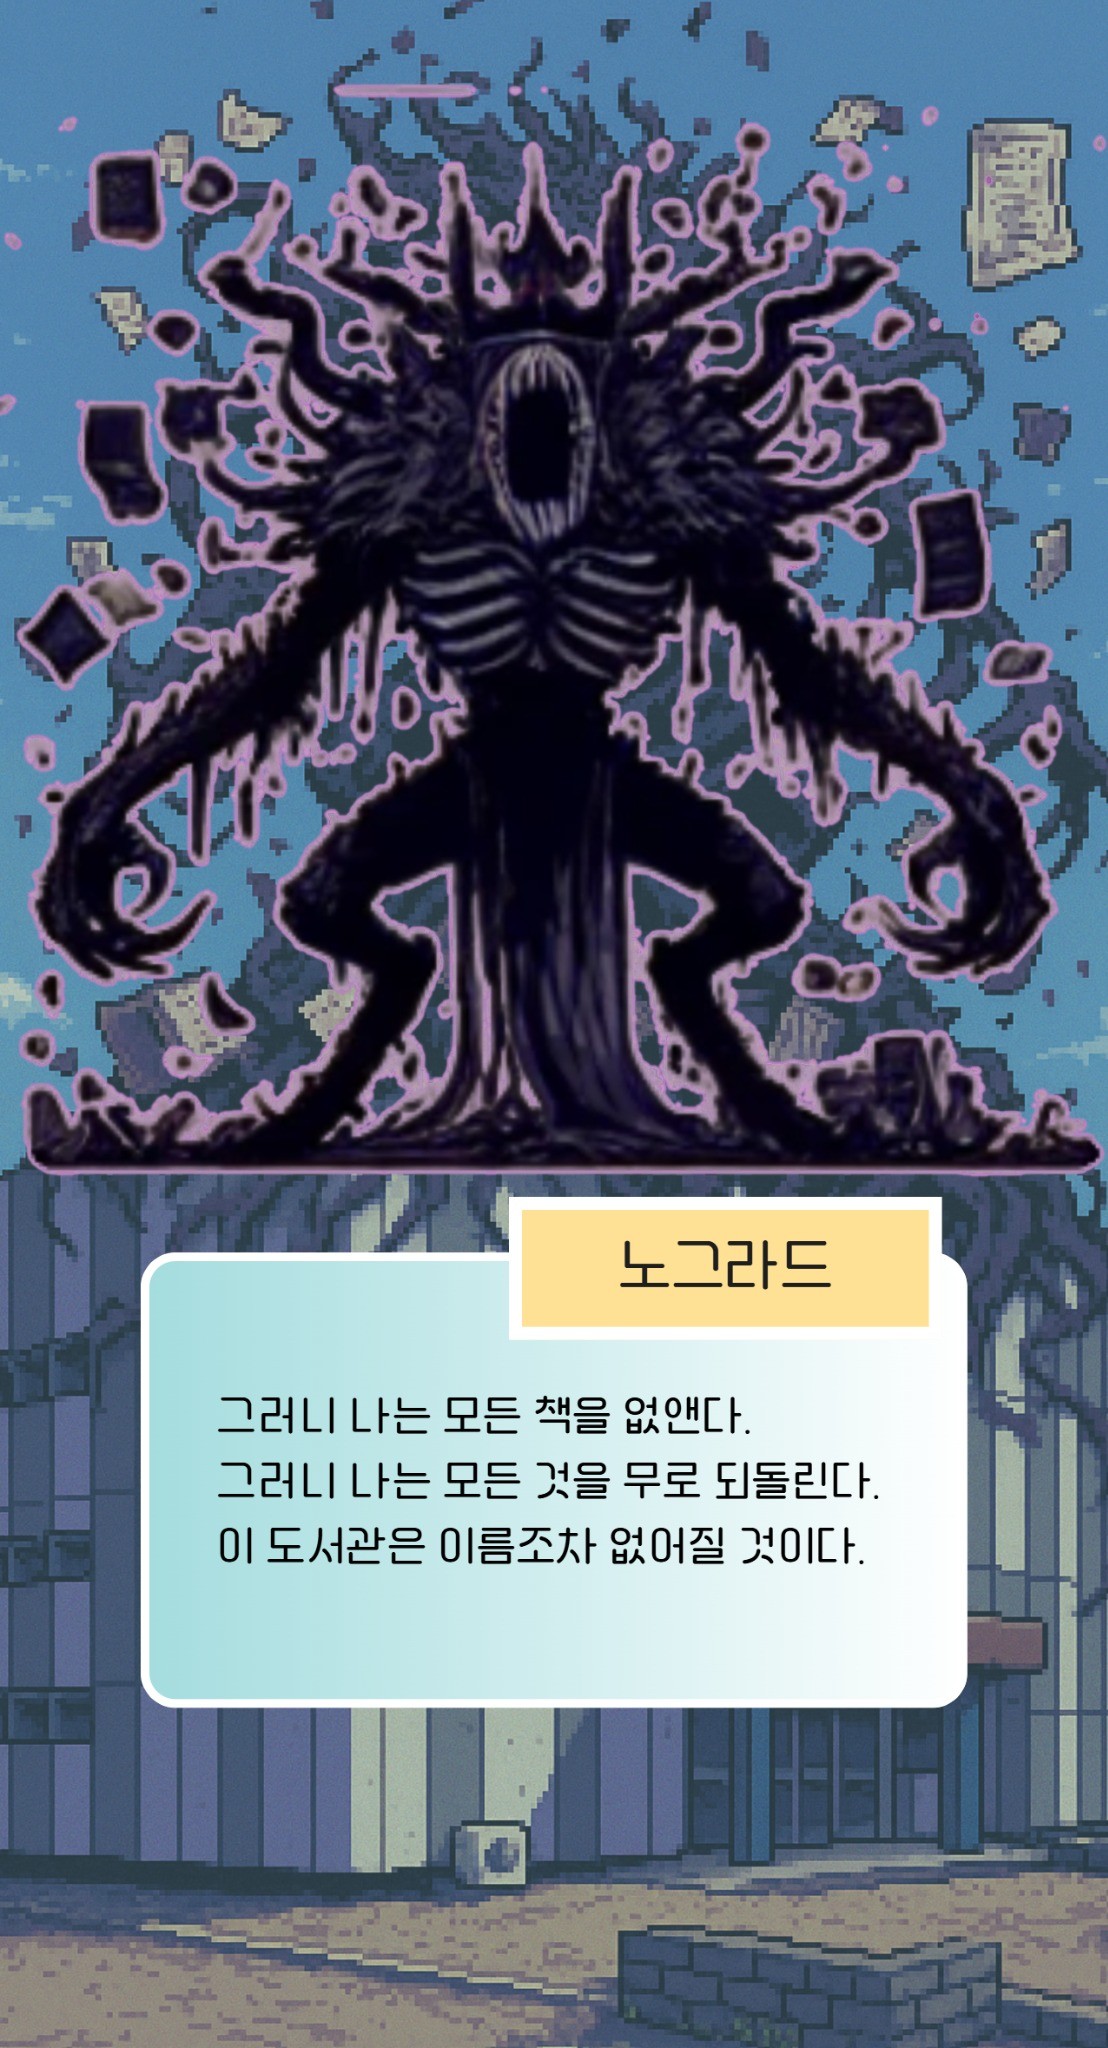 노그라드
그러니 나는 모든 책을 없앤다.
그러니 나는 모든 것을 무로 되돌린다.
이 도서관은 이름조차 없어질 것이다.